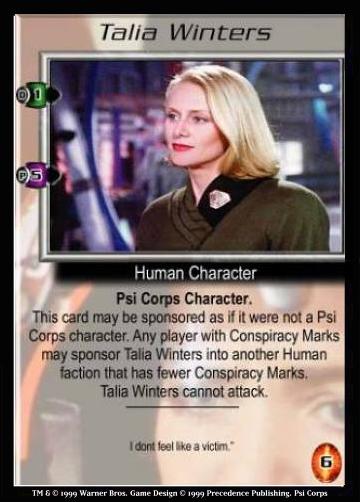 Talia Winters
D 1
P 5
Human Character
Psi Corps Character.
This card may be sponsored as if it were not a Psi
Corps character. Any player with Conspiracy Marks
may sponsor Talia Winters into another Human
faction that has fewer Conspiracy Marks.
Talia Winters cannot attack.
I dont feel like a victim."
6
TM & © 1999 Warner Bros. Game Design © 1999 Precedence Publishing. Psi Corps